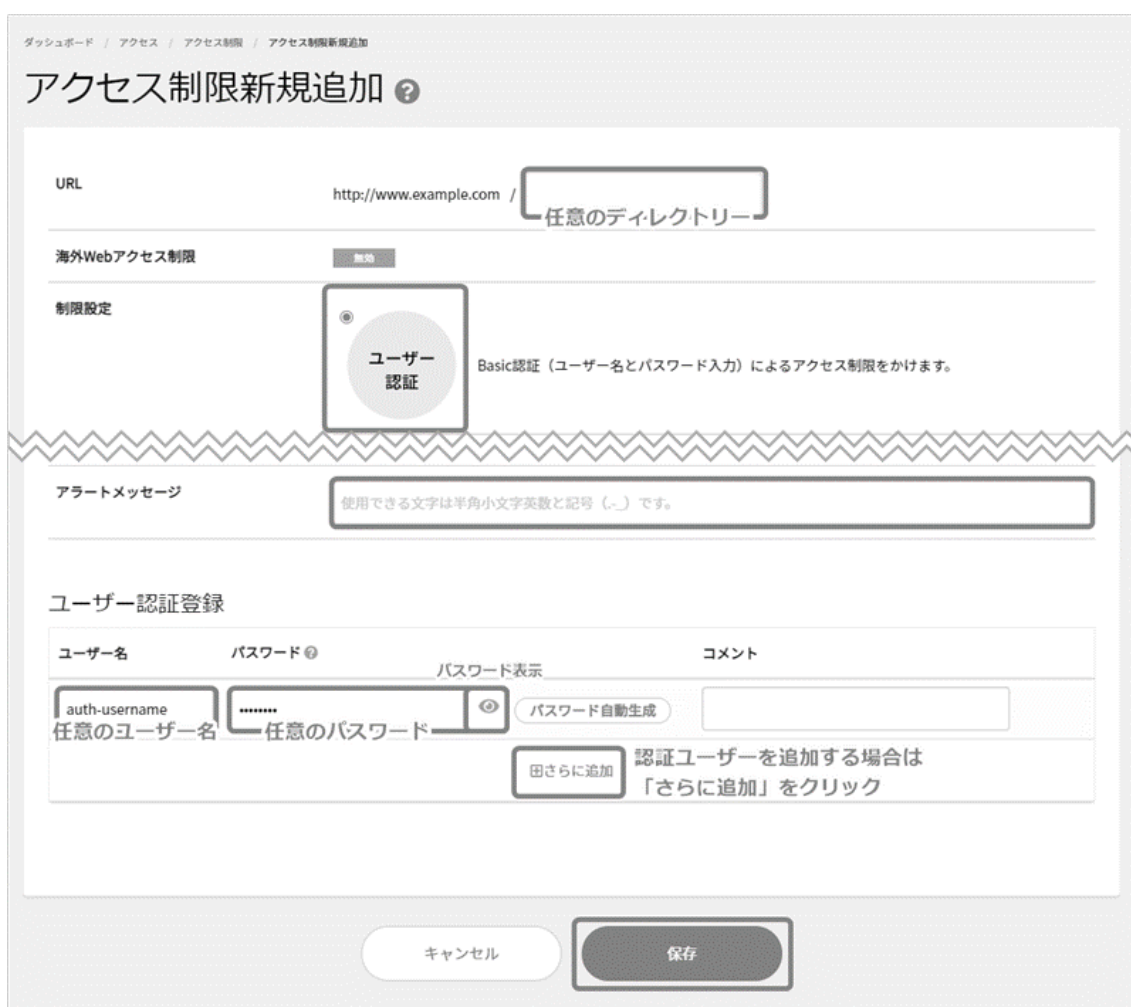 ダッシュボード / アクセス / アクセス制限 / アクセス制限新規追加
アクセス制限新規追加 ?
URL
http://www.example.com /
任意のディレクトリー
海外Webアクセス制限
無効
制限設定
ユーザー
認証
Basic認証（ユーザー名とパスワード入力）によるアクセス制限をかけます。
アラートメッセージ
使用できる文字は半角小文字英数と記号（.-_）です。
ユーザー認証登録
ユーザー名 パスワード ? コメント
パスワード表示
auth-username •••••••• パスワード自動生成
任意のユーザー名 任意のパスワード
さらに追加
認証ユーザーを追加する場合は
「さらに追加」をクリック
キャンセル 保存